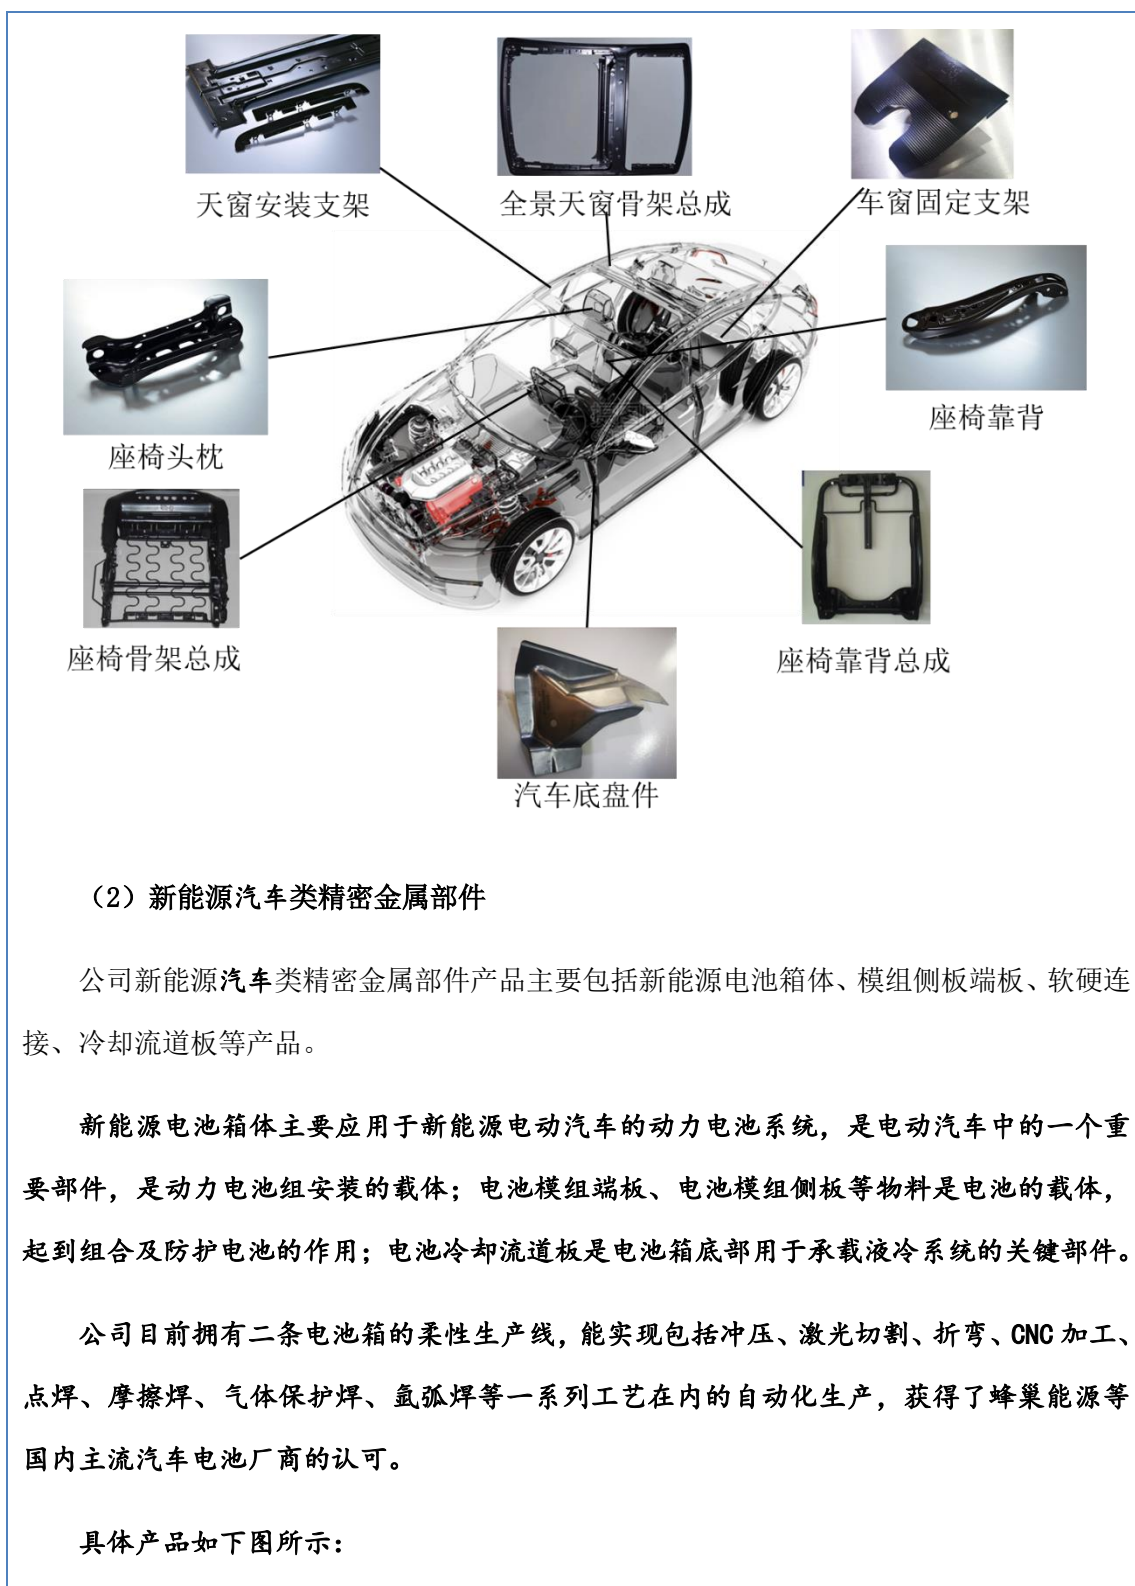 天窗安装支架
全景天窗骨架总成
车窗固定支架
座椅头枕
座椅靠背
座椅骨架总成
座椅靠背总成
汽车底盘件
（2）新能源汽车类精密金属部件
公司新能源汽车类精密金属部件产品主要包括新能源电池箱体、模组侧板端板、软硬连
接、冷却流道板等产品。
新能源电池箱体主要应用于新能源电动汽车的动力电池系统，是电动汽车中的一个重
要部件，是动力电池组安装的载体；电池模组端板、电池模组侧板等物料是电池的载体，
起到组合及防护电池的作用；电池冷却流道板是电池箱底部用于承载液冷系统的关键部件。
公司目前拥有二条电池箱的柔性生产线，能实现包括冲压、激光切割、折弯、CNC 加工、
点焊、摩擦焊、气体保护焊、氩弧焊等一系列工艺在内的自动化生产，获得了蜂巢能源等
国内主流汽车电池厂商的认可。
具体产品如下图所示：